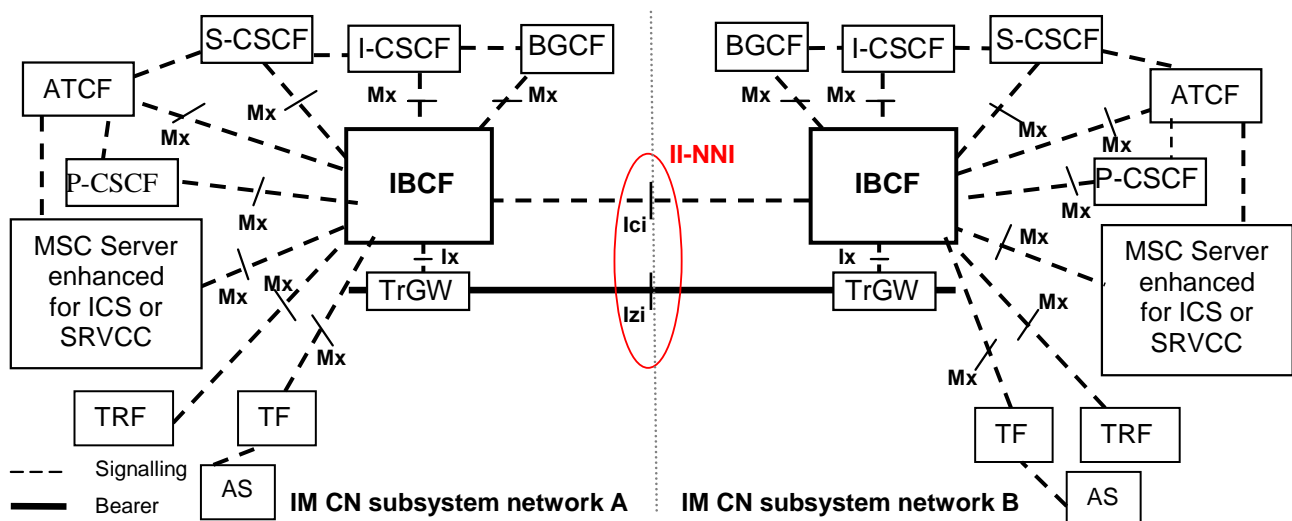 S-CSCF
I-CSCF
BGCF
BGCF
I-CSCF
S-CSCF
ATCF
ATCF
Mx
Mx
Mx
Mx
Mx
Mx
Mx
Mx
Mx
P-CSCF
IBCF
II-NNI
IBCF
P-CSCF
Mx
Ici
Mx
MSC Server
enhanced
for ICS or
SRVCC
Mx
Mx
Ix
Ix
Mx
MSC Server
enhanced
for ICS or
SRVCC
TrGW
Izi
TrGW
Mx
Mx
Mx
TRF
TF
TF
TRF
Signalling
AS
AS
Bearer
IM CN subsystem network A
IM CN subsystem network B